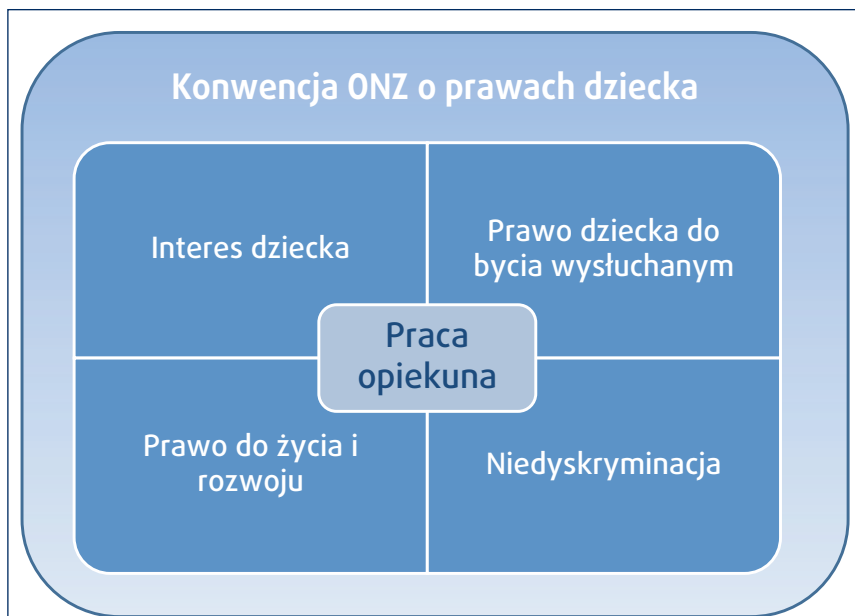 Konwencja ONZ o prawach dziecka
Interes dziecka
Prawo dziecka do
bycia wysłuchanym
Praca
opiekuna
Prawo do życia i
rozwoju
Niedyskryminacja